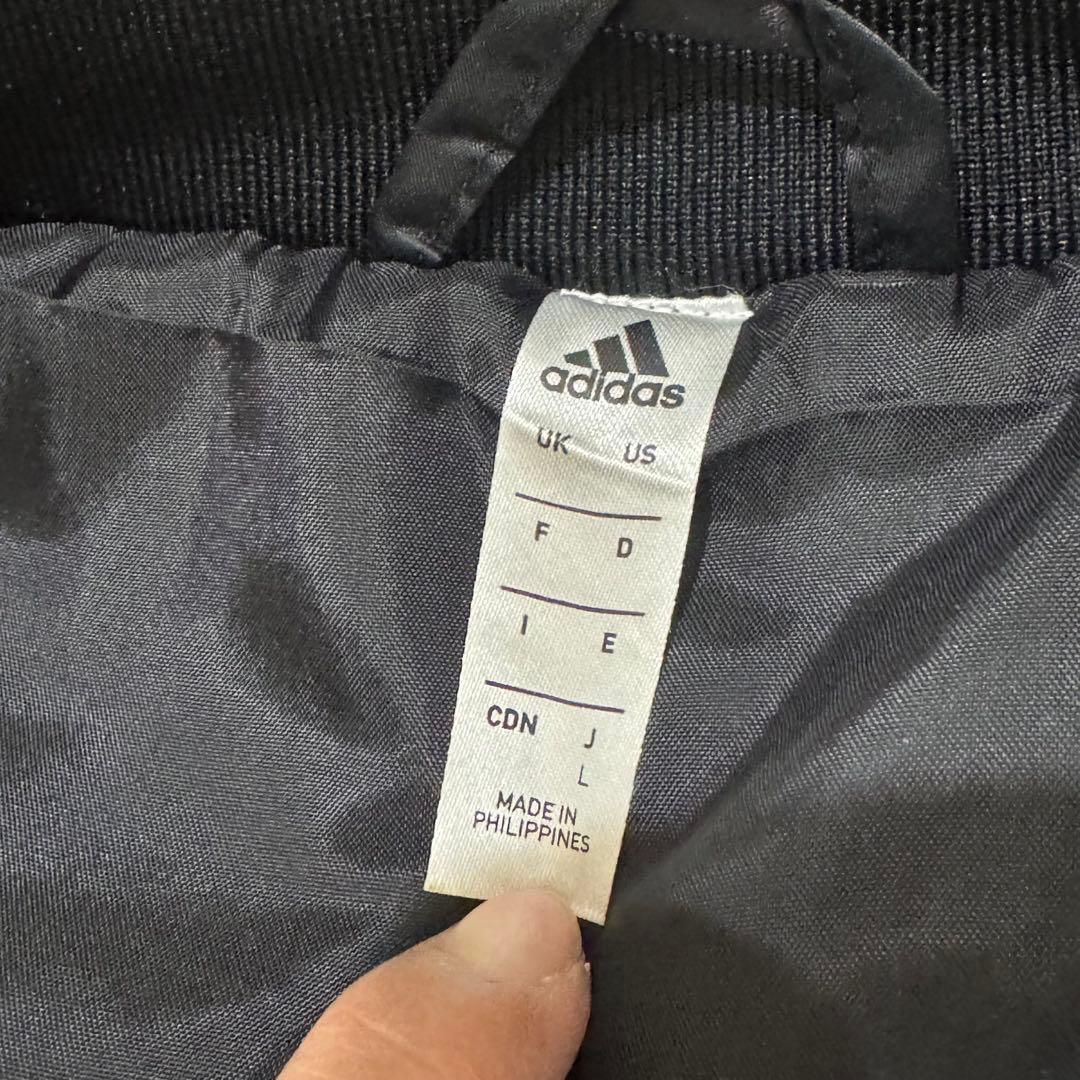 adidas
UK US
F D
I E
CDN J
L
MADE IN
PHILIPPINES